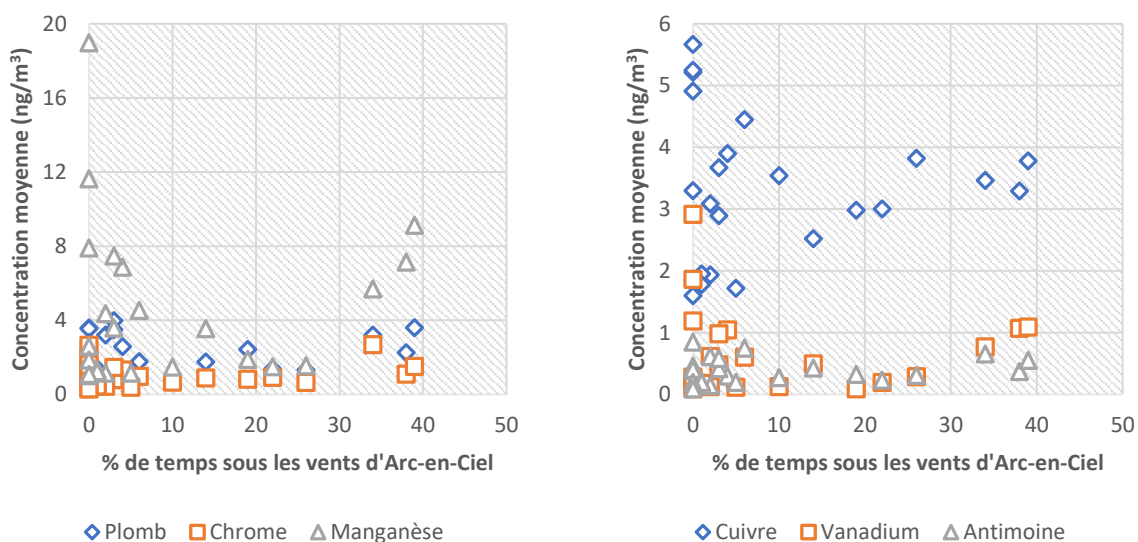 Concentration moyenne (ng/m³)
20
16
12
8
4
0
0 10 20 30 40 50
% de temps sous les vents d'Arc-en-Ciel
Plomb Chrome Manganèse
Concentration moyenne (ng/m³)
6
5
4
3
2
1
0
0 10 20 30 40 50
% de temps sous les vents d'Arc-en-Ciel
Cuivre Vanadium Antimoine